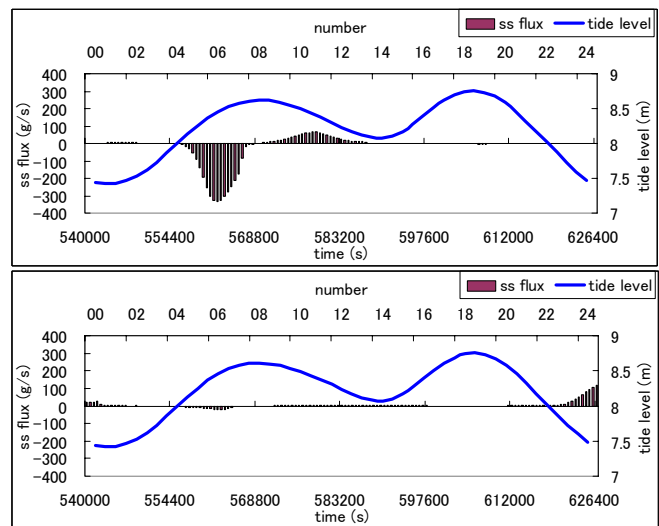 number
ss flux tide level
00 02 04 06 08 10 12 14 16 18 20 22 24
400 9
300
200 8.5
100
0 8
-100
-200 7.5
-300
-400 7
ss flux (g/s)
tide level (m)
540000 554400 568800 583200 597600 612000 626400
time (s)
number
ss flux tide level
00 02 04 06 08 10 12 14 16 18 20 22 24
400 9
300
200 8.5
100
0 8
-100
-200 7.5
-300
-400 7
ss flux (g/s)
tide level (m)
540000 554400 568800 583200 597600 612000 626400
time (s)